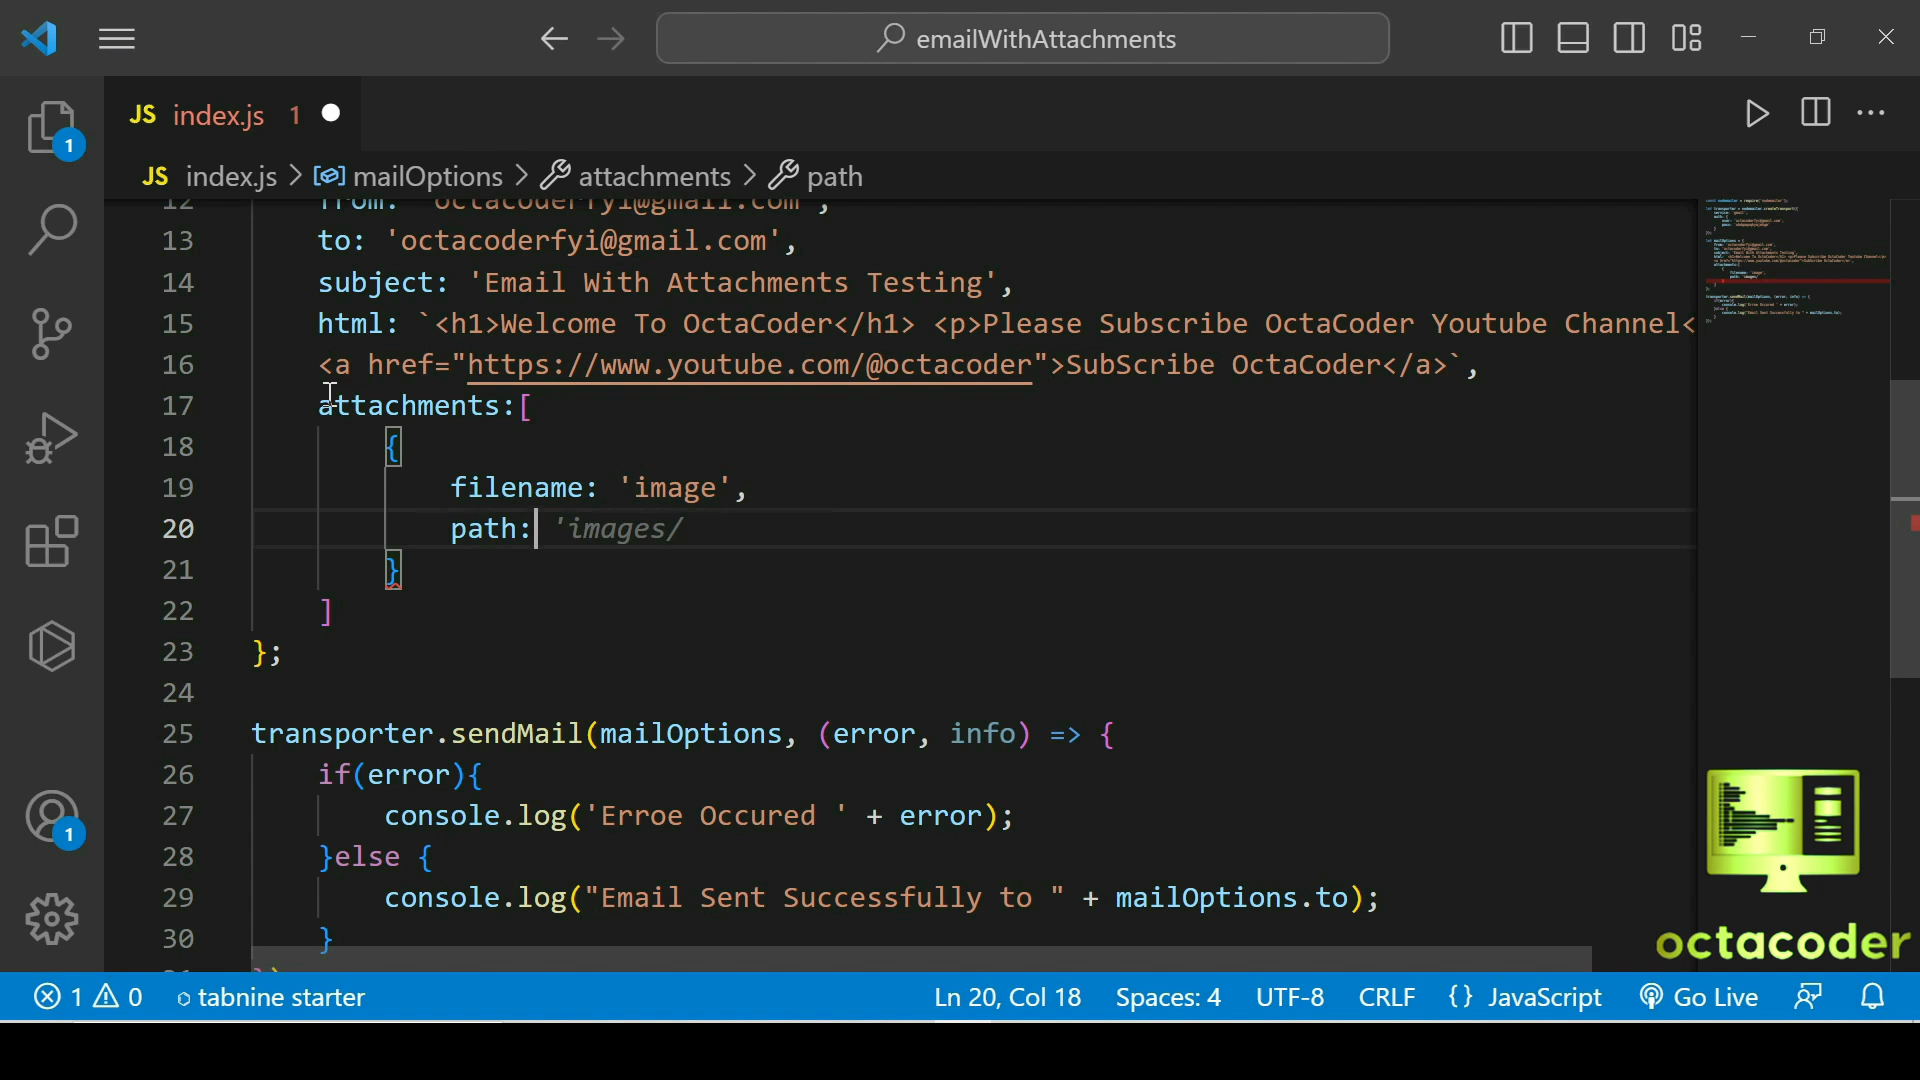 emailWithAttachments
JS index.js 1
1
JS index.js > mailOptions > attachments > path
12 from: 'octacoderfyi@gmail.com',
13 to: 'octacoderfyi@gmail.com',
14 subject: 'Email With Attachments Testing',
15 html: `<h1>Welcome To OctaCoder</h1> <p>Please Subscribe OctaCoder Youtube Channel<
16 <a href="https://www.youtube.com/@octacoder">SubScribe OctaCoder</a>`,
17 attachments:[
18 {
19 filename: 'image',
20 path: 'images/
21 }
22 ]
23 };
24
25 transporter.sendMail(mailOptions, (error, info) => {
26 if(error){
27 console.log('Erroe Occured ' + error);
28 }else {
29 console.log("Email Sent Successfully to " + mailOptions.to);
30 }
1
octacoder
1 0 tabnine starter Ln 20, Col 18 Spaces: 4 UTF-8 CRLF {} JavaScript Go Live